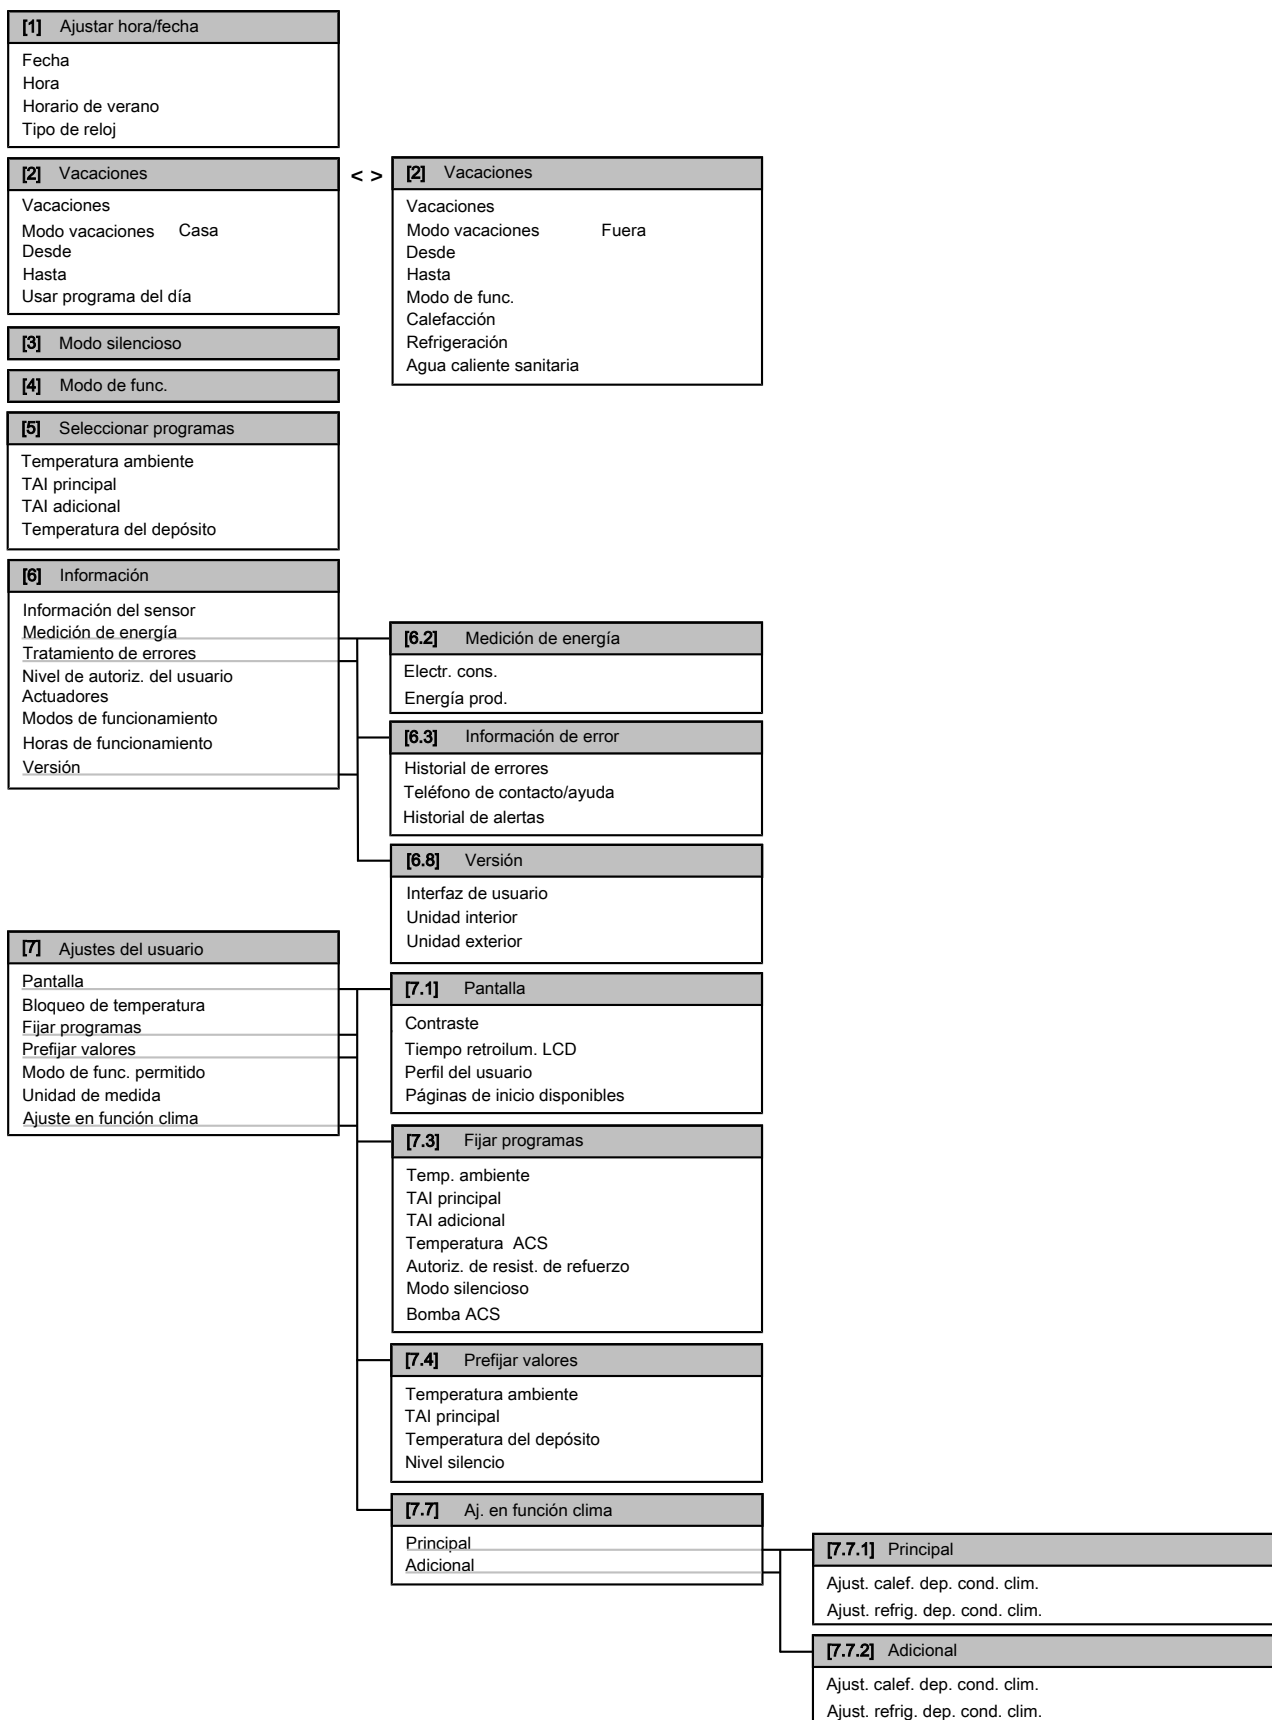 [1] Ajustar hora/fecha
Fecha
Hora
Horario de verano
Tipo de reloj
[2] Vacaciones
Vacaciones
Modo vacaciones Casa
Desde
Hasta
Usar programa del día
< >
[2] Vacaciones
Vacaciones
Modo vacaciones Fuera
Desde
Hasta
Modo de func.
Calefacción
Refrigeración
Agua caliente sanitaria
[3] Modo silencioso
[4] Modo de func.
[5] Seleccionar programas
Temperatura ambiente
TAI principal
TAI adicional
Temperatura del depósito
[6] Información
Información del sensor
Medición de energía
Tratamiento de errores
Nivel de autoriz. del usuario
Actuadores
Modos de funcionamiento
Horas de funcionamiento
Versión
[6.2] Medición de energía
Electr. cons.
Energía prod.
[6.3] Información de error
Historial de errores
Teléfono de contacto/ayuda
Historial de alertas
[6.8] Versión
Interfaz de usuario
Unidad interior
Unidad exterior
[7] Ajustes del usuario
Pantalla
Bloqueo de temperatura
Fijar programas
Prefijar valores
Modo de func. permitido
Unidad de medida
Ajuste en función clima
[7.1] Pantalla
Contraste
Tiempo retroilum. LCD
Perfil del usuario
Páginas de inicio disponibles
[7.3] Fijar programas
Temp. ambiente
TAI principal
TAI adicional
Temperatura ACS
Autoriz. de resist. de refuerzo
Modo silencioso
Bomba ACS
[7.4] Prefijar valores
Temperatura ambiente
TAI principal
Temperatura del depósito
Nivel silencio
[7.7] Aj. en función clima
Principal
Adicional
[7.7.1] Principal
Ajust. calef. dep. cond. clim.
Ajust. refrig. dep. cond. clim.
[7.7.2] Adicional
Ajust. calef. dep. cond. clim.
Ajust. refrig. dep. cond. clim.